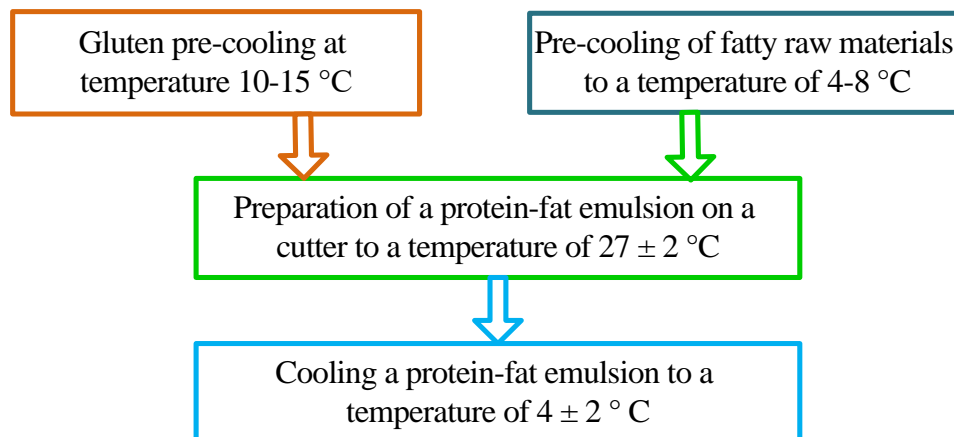 Gluten pre-cooling at
temperature 10-15 °C
Pre-cooling of fatty raw materials
to a temperature of 4-8 °C
Preparation of a protein-fat emulsion on a
cutter to a temperature of 27 ± 2 °C
Cooling a protein-fat emulsion to a
temperature of 4 ± 2 ° C